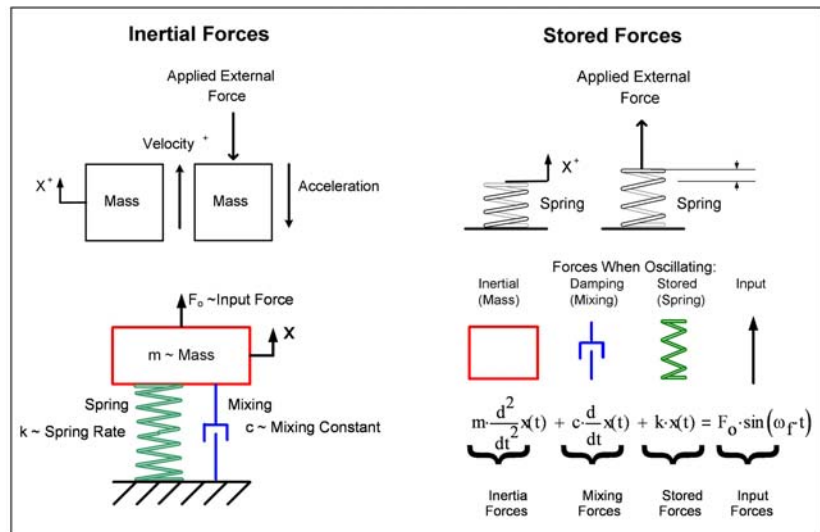 Inertial Forces
Applied External
Force
Velocity +
X+
Mass
Mass
Acceleration
Fo ~Input Force
X
m ~ Mass
Spring
k ~ Spring Rate
Mixing
c ~ Mixing Constant
Stored Forces
Applied External
Force
X+
Spring
Spring
Forces When Oscillating:
Inertial
(Mass)
Damping
(Mixing)
Stored
(Spring)
Input
m·d²/dt² x(t) + c·d/dt x(t) + k·x(t) = Fo·sin(ωf·t)
Inertia
Forces
Mixing
Forces
Stored
Forces
Input
Forces